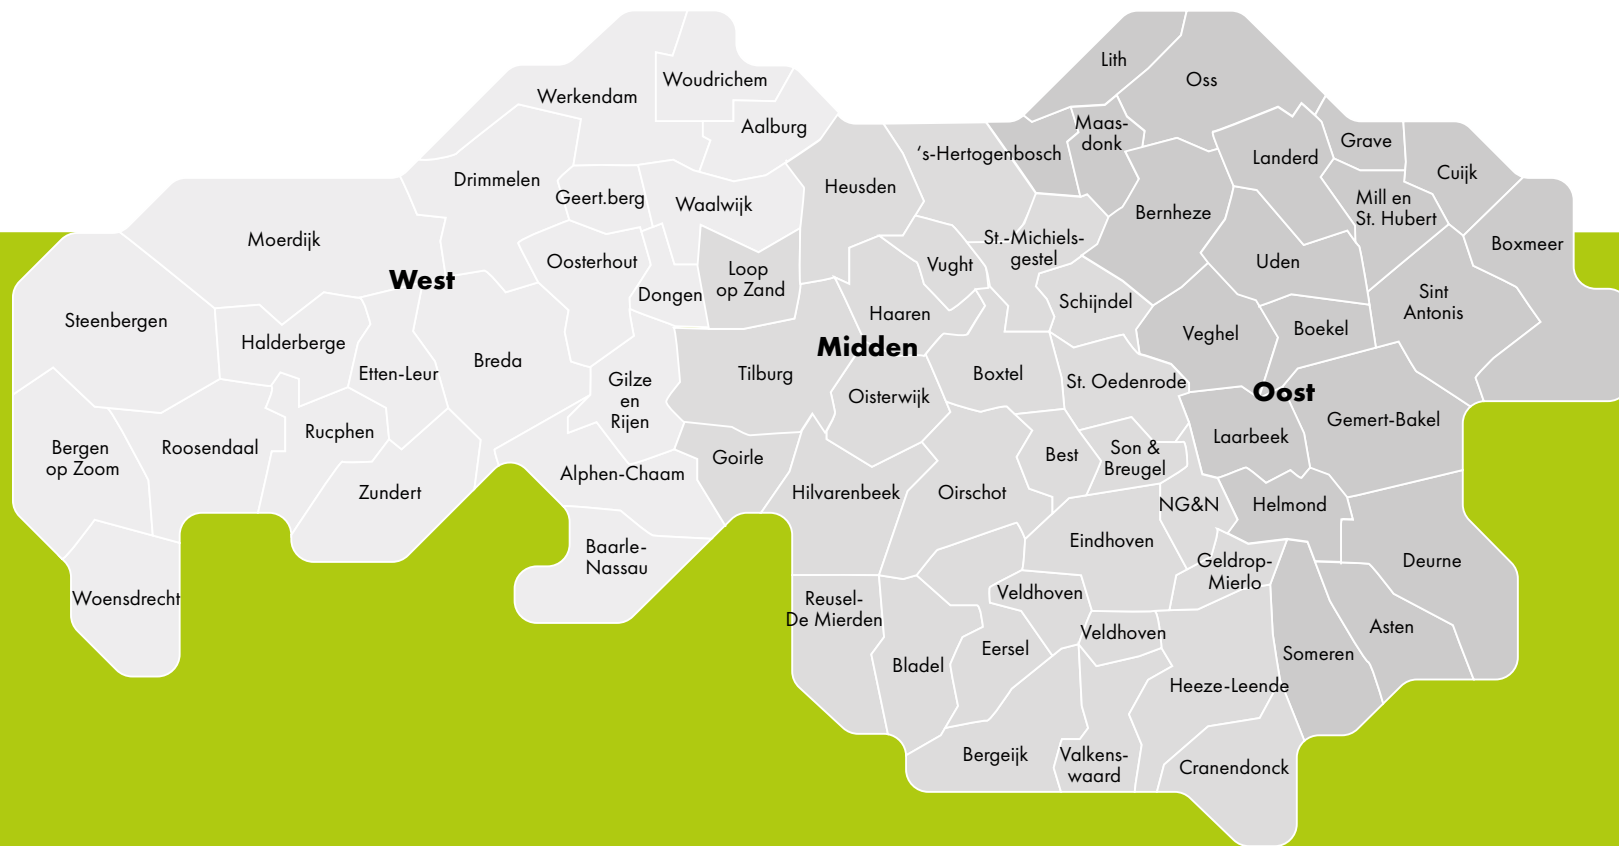 Lith
Oss
Woudrichem
Werkendam
Aalburg
Maas-
donk
Grave
's-Hertogenbosch
Landerd
Cuijk
Drimmelen
Geert.berg
Waalwijk
Heusden
Mill en
St. Hubert
Bernheze
Moerdijk
St.-Michiels-
gestel
Boxmeer
Oosterhout
Vught
Uden
West
Loop
op Zand
Dongen
Schijndel
Sint
Antonis
Steenbergen
Haaren
Veghel
Boekel
Halderberge
Midden
Breda
Etten-Leur
Tilburg
Boxtel
St. Oedenrode
Gilze
en
Rijen
Oisterwijk
Oost
Gemert-Bakel
Rucphen
Laarbeek
Bergen
op Zoom
Roosendaal
Goirle
Best
Son &
Breugel
Alphen-Chaam
Zundert
Hilvarenbeek
Oirschot
NG&N
Helmond
Eindhoven
Baarle-
Nassau
Geldrop-
Mierlo
Deurne
Woensdrecht
Reusel-
De Mierden
Veldhoven
Veldhoven
Asten
Eersel
Someren
Bladel
Heeze-Leende
Bergeijk
Valkens-
waard
Cranendonck